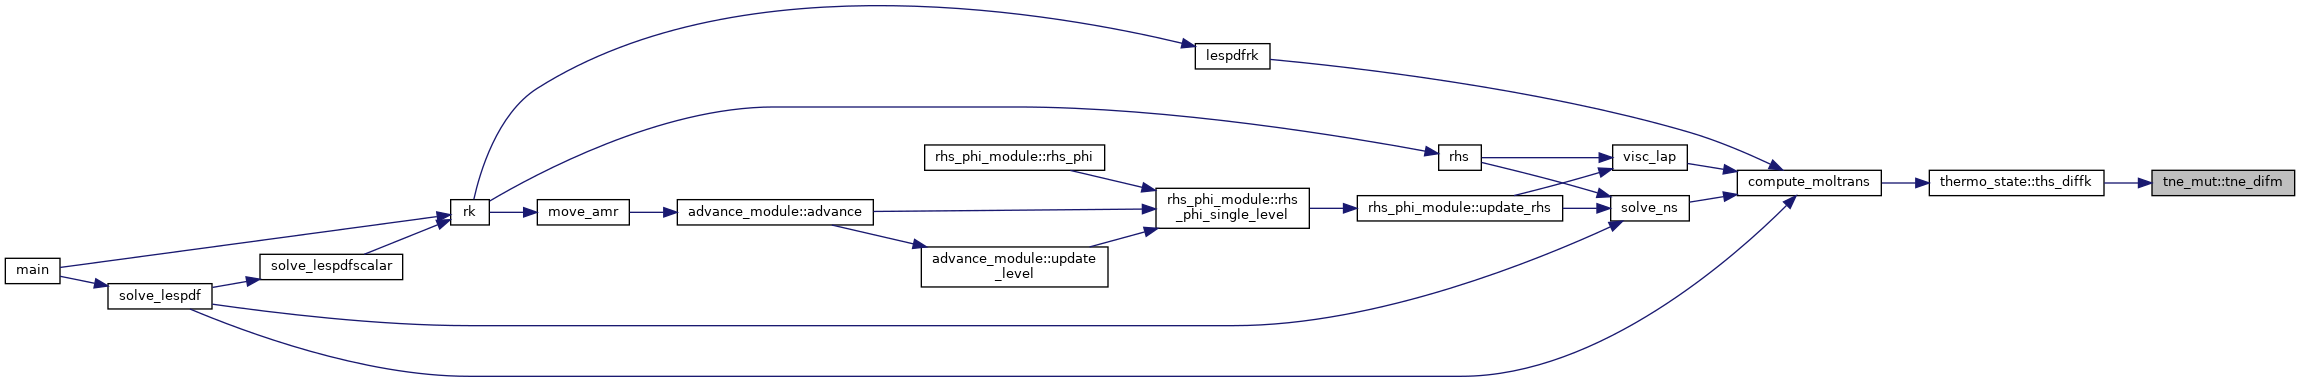 main
solve_lespdf
solve_lespdfscalar
rk
move_amr
advance_module::advance
rhs_phi_module::rhs_phi
advance_module::update
_level
lespdfrk
rhs_phi_module::rhs
_phi_single_level
rhs
rhs_phi_module::update_rhs
visc_lap
solve_ns
compute_moltrans
thermo_state::ths_diffk
tne_mut::tne_difm